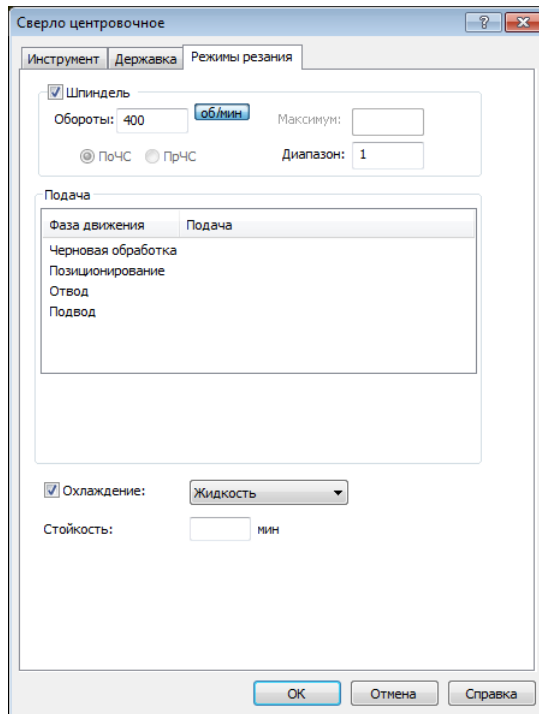 Сверло центровочное
Инструмент Державка Режимы резания
Шпиндель
Обороты: 400 об/мин Максимум:
ПоЧС ПрЧС Диапазон: 1
Подача
Фаза движения Подача
Черновая обработка
Позиционирование
Отвод
Подвод
Охлаждение: Жидкость
Стойкость: мин
ОК Отмена Справка